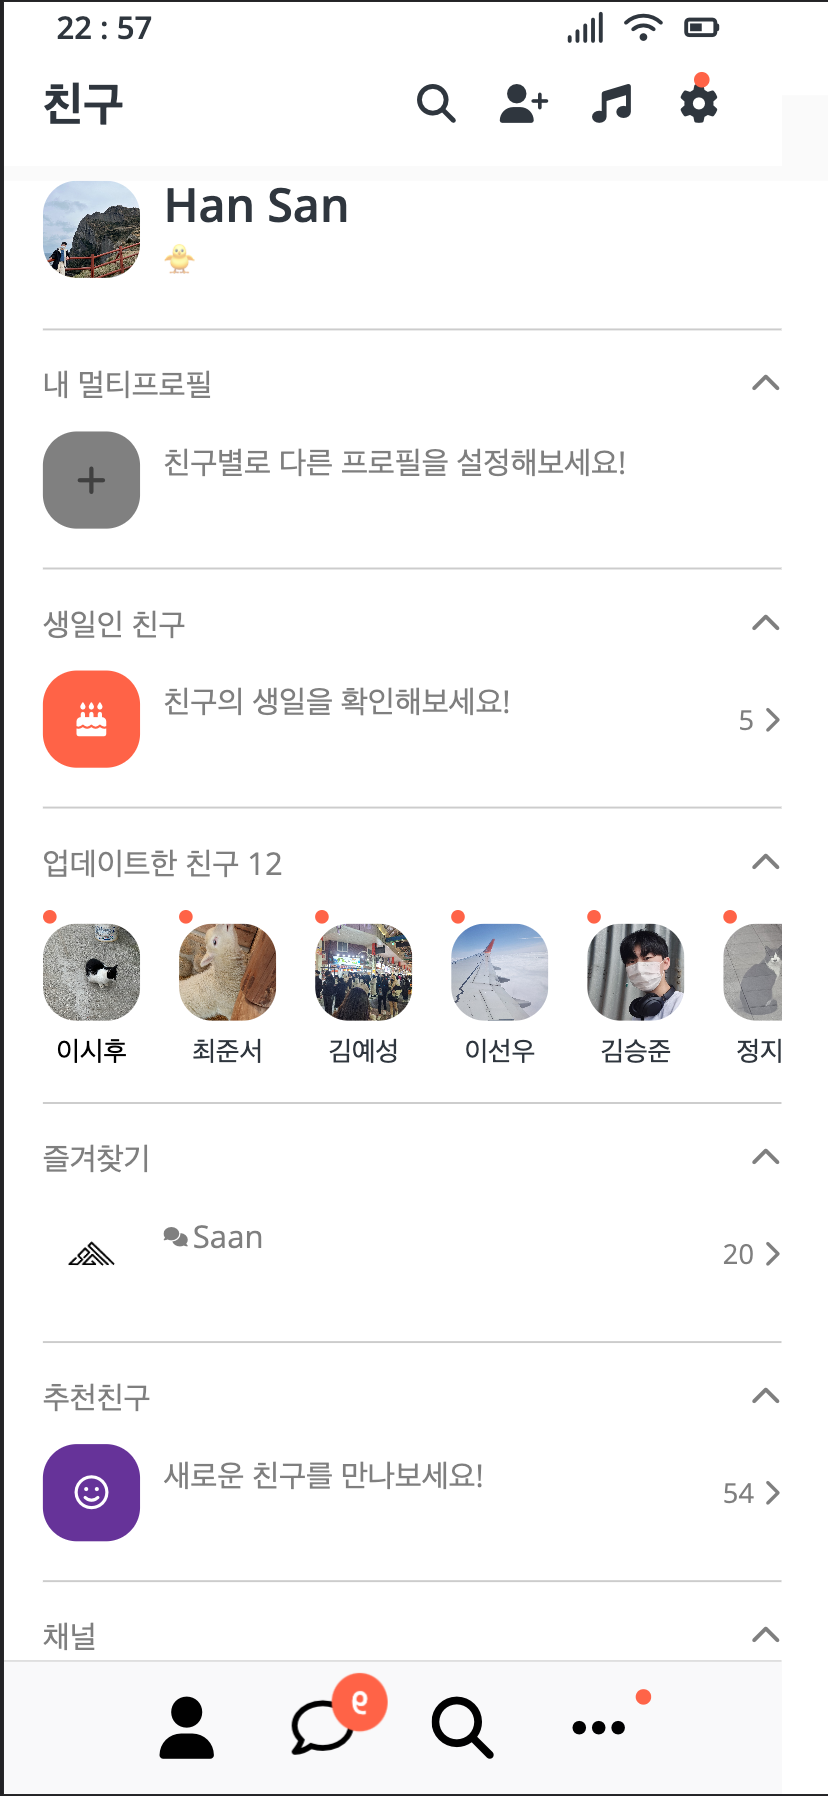 22 : 57
친구
Han San
내 멀티프로필
친구별로 다른 프로필을 설정해보세요!
생일인 친구
친구의 생일을 확인해보세요!
5
업데이트한 친구 12
이시후 최준서 김예성 이선우 김승준 정지
즐겨찾기
Saan
20
추천친구
새로운 친구를 만나보세요!
54
채널
9